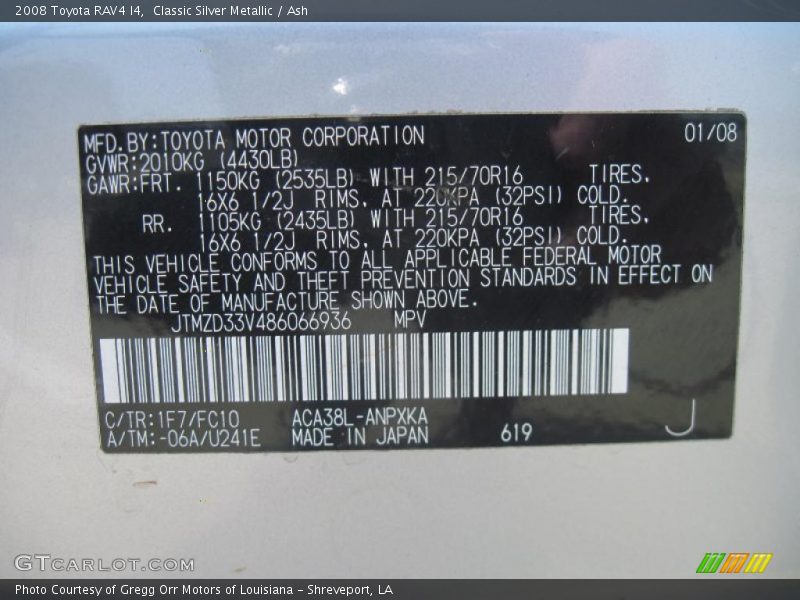 2008 Toyota RAV4 I4,  Classic Silver Metallic / Ash
MFD.BY:TOYOTA MOTOR CORPORATION 01/08
GVWR:2010KG (4430LB)
GAWR:FRT. 1150KG (2535LB) WITH 215/70R16 TIRES.
16X6 1/2J RIMS. AT 220KPA (32PSI) COLD.
RR. 1105KG (2435LB) WITH 215/70R16 TIRES.
16X6 1/2J RIMS. AT 220KPA (32PSI) COLD.
THIS VEHICLE CONFORMS TO ALL APPLICABLE FEDERAL MOTOR
VEHICLE SAFETY AND THEFT PREVENTION STANDARDS IN EFFECT ON
THE DATE OF MANUFACTURE SHOWN ABOVE.
JTMZD33V486066936 MPV
C/TR:1F7/FC10 ACA38L-ANPXKA
A/TM:-06A/U241E MADE IN JAPAN 619 J
GTCARLOT.COM
Photo Courtesy of Gregg Orr Motors of Louisiana - Shreveport, LA